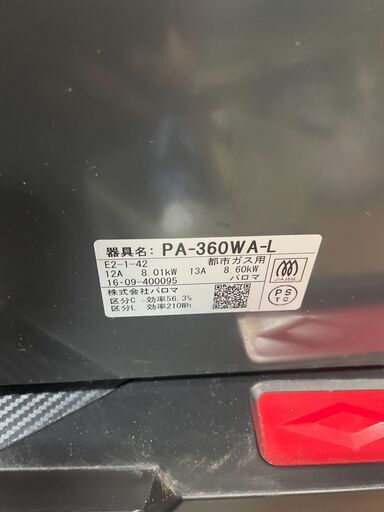 器具名: PA-360WA-L
E2-1-42 都市ガス用
12A 8.01kW 13A 8.60kW
16·09-400095 パロマ
株式会社パロマ
区分C 効率56.3%
区分L 効率210Wh
PS
TG